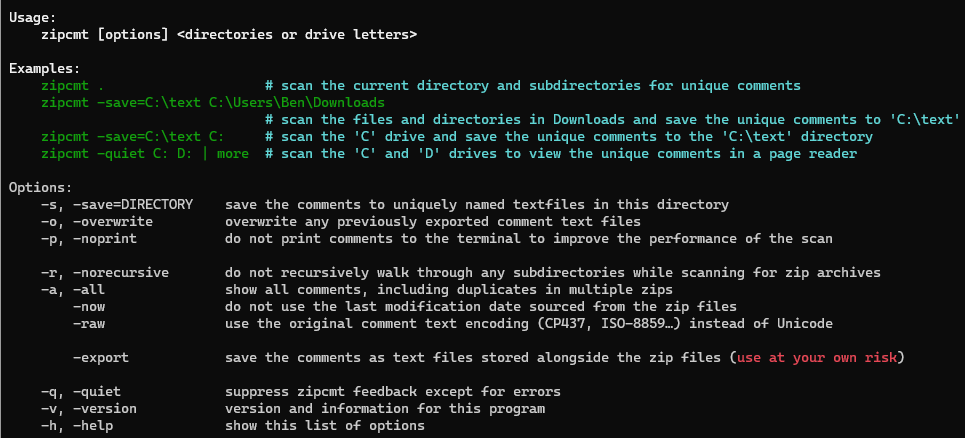 Usage:
    zipcmt [options] <directories or drive letters>

Examples:
    zipcmt .                    # scan the current directory and subdirectories for unique comments
    zipcmt -save=C:\text C:\Users\Ben\Downloads
                                # scan the files and directories in Downloads and save the unique comments to 'C:\text'
    zipcmt -save=C:\text C:     # scan the 'C' drive and save the unique comments to the 'C:\text' directory
    zipcmt -quiet C: D: | more  # scan the 'C' and 'D' drives to view the unique comments in a page reader

Options:
    -s, -save=DIRECTORY    save the comments to uniquely named textfiles in this directory
    -o, -overwrite         overwrite any previously exported comment text files
    -p, -noprint           do not print comments to the terminal to improve the performance of the scan

    -r, -norecursive       do not recursively walk through any subdirectories while scanning for zip archives
    -a, -all               show all comments, including duplicates in multiple zips
        -now               do not use the last modification date sourced from the zip files
        -raw               use the original comment text encoding (CP437, ISO-8859…) instead of Unicode

        -export            save the comments as text files stored alongside the zip files (use at your own risk)

    -q, -quiet             suppress zipcmt feedback except for errors
    -v, -version           version and information for this program
    -h, -help              show this list of options